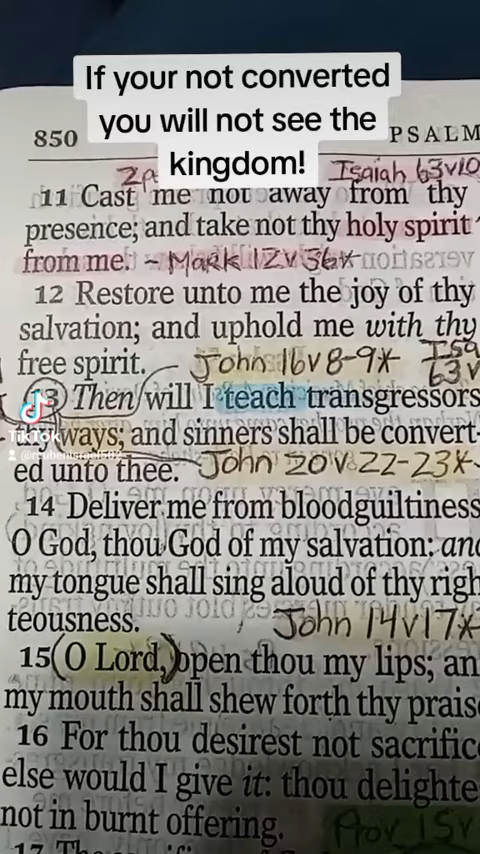 If your not converted
you will not see the
kingdom!
850 PSALM
Isaiah 63v10
11 Cast me not away from thy
presence; and take not thy holy spirit
from me. - Mark 12v36*
12 Restore unto me the joy of thy
salvation; and uphold me with thy
free spirit. John 16v8-9* Isa
63v
13 Then will I teach transgressors
ways; and sinners shall be convert-
ed unto thee. John 20v22-23*
TikTok
14 Deliver me from bloodguiltiness
O God, thou God of my salvation: and
my tongue shall sing aloud of thy righ
teousness.
John 14v17*
15 (O Lord,) open thou my lips; an
my mouth shall shew forth thy praise
16 For thou desirest not sacrific
else would I give it: thou delighte
not in burnt offering.
Prov 15v
17